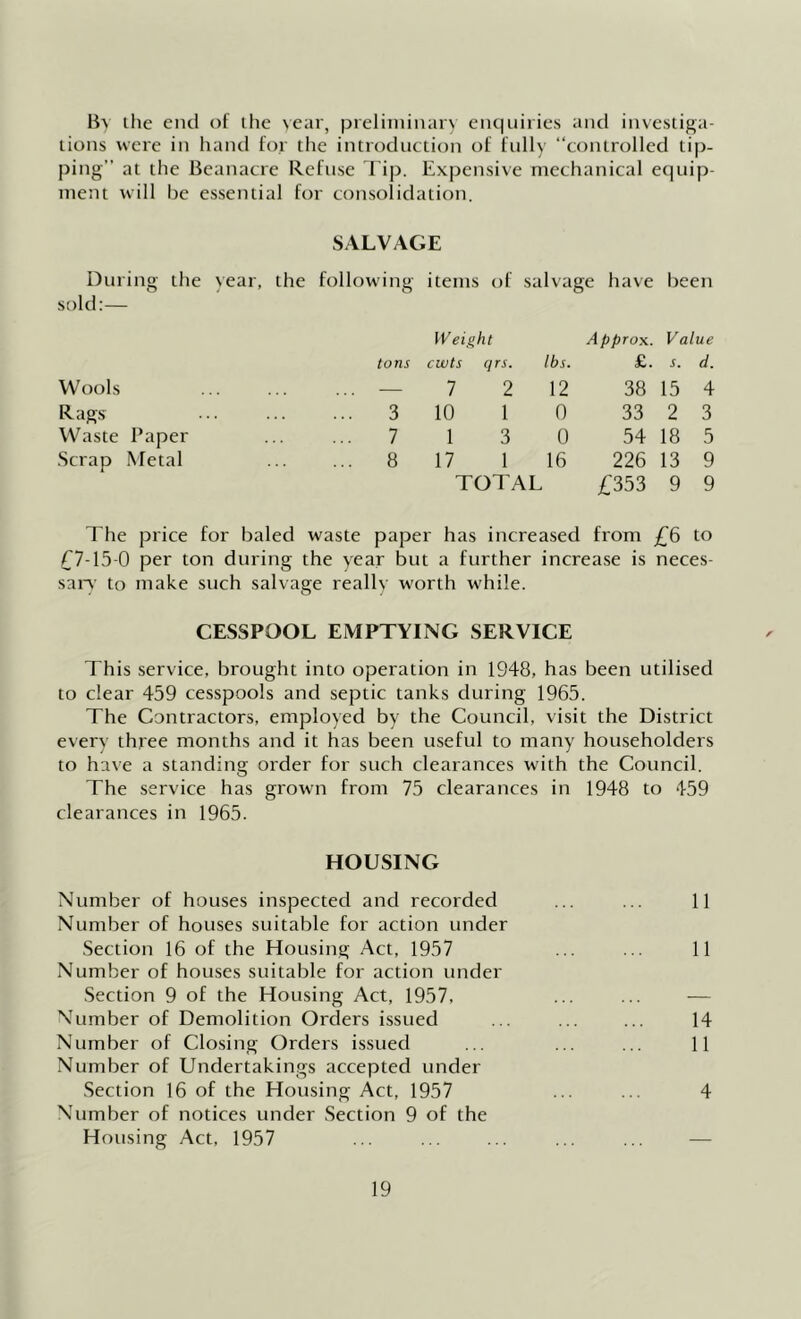 By the end of the year, preliminary enquiries and investiga-
tions were in hand for the introduction of fully "controlled tip-
ping" at the Beanacre Refuse Tip. Expensive mechanical equip-
ment will be essential for consolidation.
SALVAGE
During the year, the following items of salvage have been
sold:—
Weight Approx. Value
tons cwts qrs. lbs. £. s. d.
Wools ... ... ... — 7 2 12 38 15 4
Rags ... ... ... 3 10 1 0 33 2 3
Waste Paper ... ... 7 1 3 0 54 18 5
Scrap Metal ... ... 8 17 1 16 226 13 9
TOTAL £353 9 9
The price for baled waste paper has increased from £6 to
£7-15-0 per ton during the year but a further increase is neces-
sary to make such salvage really worth while.
CESSPOOL EMPTYING SERVICE
This service, brought into operation in 1948, has been utilised
to clear 459 cesspools and septic tanks during 1965.
The Contractors, employed by the Council, visit the District
every three months and it has been useful to many householders
to have a standing order for such clearances with the Council.
The service has grown from 75 clearances in 1948 to 459
clearances in 1965.
HOUSING
Number of houses inspected and recorded ... ... 11
Number of houses suitable for action under
Section 16 of the Housing Act, 1957 ... ... 11
Number of houses suitable for action under
Section 9 of the Housing Act, 1957, ... ... —
Number of Demolition Orders issued ... ... ... 14
Number of Closing Orders issued ... ... ... 11
Number of Undertakings accepted under
Section 16 of the Housing Act, 1957 ... ... 4
Number of notices under Section 9 of the
Housing Act, 1957 ... ... ... ... ... —
19